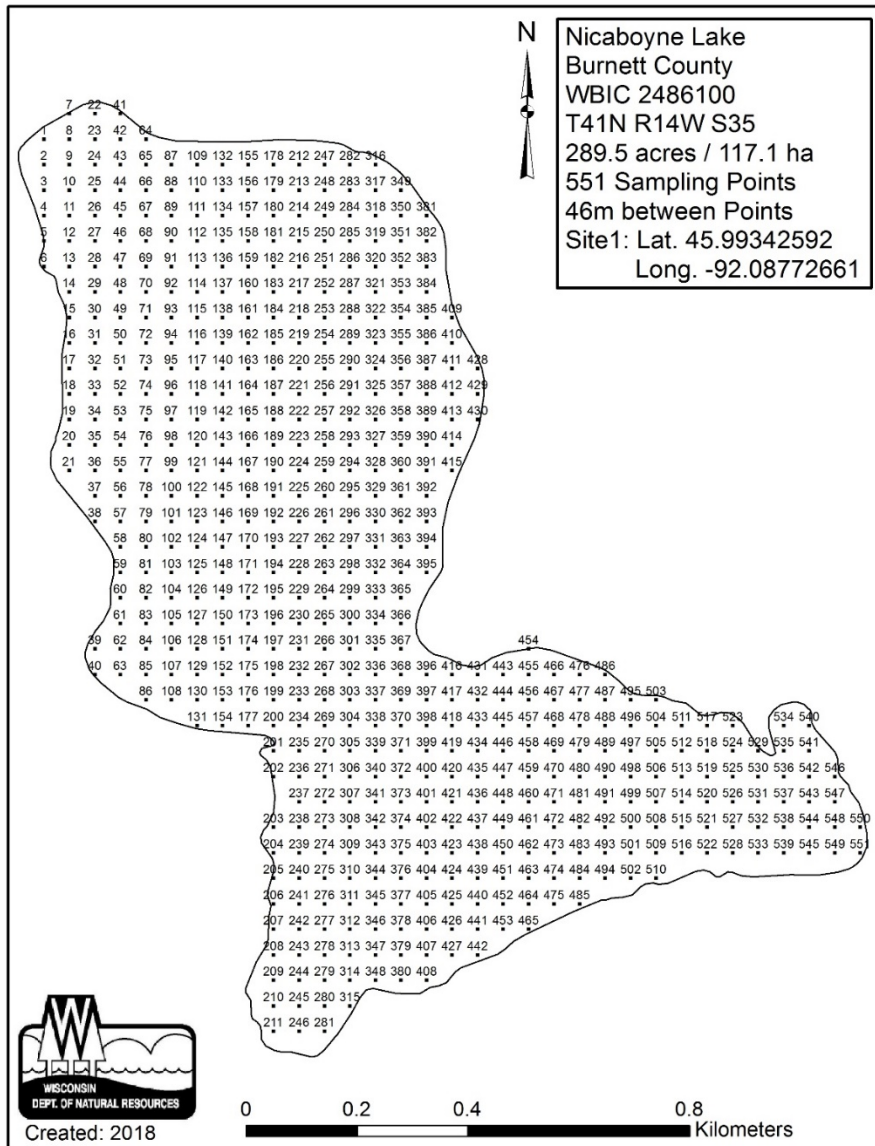 N
Nicaboyne Lake
Burnett County
WBIC 2486100
T41N R14W S35
289.5 acres / 117.1 ha
551 Sampling Points
46m between Points
Site1: Lat. 45.99342592
Long. -92.08772661
7 22 41
1 8 23 42 64
2 9 24 43 65 87 109 132 155 178 212 247 282 316
3 10 25 44 66 88 110 133 156 179 213 248 283 317 349
4 11 26 45 67 89 111 134 157 180 214 249 284 318 350 381
5 12 27 46 68 90 112 135 158 181 215 250 285 319 351 382
6 13 28 47 69 91 113 136 159 182 216 251 286 320 352 383
14 29 48 70 92 114 137 160 183 217 252 287 321 353 384
15 30 49 71 93 115 138 161 184 218 253 288 322 354 385 409
16 31 50 72 94 116 139 162 185 219 254 289 323 355 386 410
17 32 51 73 95 117 140 163 186 220 255 290 324 356 387 411 428
18 33 52 74 96 118 141 164 187 221 256 291 325 357 388 412 429
19 34 53 75 97 119 142 165 188 222 257 292 326 358 389 413 430
20 35 54 76 98 120 143 166 189 223 258 293 327 359 390 414
21 36 55 77 99 121 144 167 190 224 259 294 328 360 391 415
37 56 78 100 122 145 168 191 225 260 295 329 361 392
38 57 79 101 123 146 169 192 226 261 296 330 362 393
58 80 102 124 147 170 193 227 262 297 331 363 394
59 81 103 125 148 171 194 228 263 298 332 364 395
60 82 104 126 149 172 195 229 264 299 333 365
61 83 105 127 150 173 196 230 265 300 334 366
39 62 84 106 128 151 174 197 231 266 301 335 367 454
40 63 85 107 129 152 175 198 232 267 302 336 368 396 416 431 443 455 466 476 486
86 108 130 153 176 199 233 268 303 337 369 397 417 432 444 456 467 477 487 495 503
131 154 177 200 234 269 304 338 370 398 418 433 445 457 468 478 488 496 504 511 517 523 534 540
201 235 270 305 339 371 399 419 434 446 458 469 479 489 497 505 512 518 524 529 535 541
202 236 271 306 340 372 400 420 435 447 459 470 480 490 498 506 513 519 525 530 536 542 546
237 272 307 341 373 401 421 436 448 460 471 481 491 499 507 514 520 526 531 537 543 547
203 238 273 308 342 374 402 422 437 449 461 472 482 492 500 508 515 521 527 532 538 544 548 550
204 239 274 309 343 375 403 423 438 450 462 473 483 493 501 509 516 522 528 533 539 545 549 551
205 240 275 310 344 376 404 424 439 451 463 474 484 494 502 510
206 241 276 311 345 377 405 425 440 452 464 475 485
207 242 277 312 346 378 406 426 441 453 465
208 243 278 313 347 379 407 427 442
209 244 279 314 348 380 408
210 245 280 315
211 246 281
W
WISCONSIN
DEPT. OF NATURAL RESOURCES
Created: 2018
0 0.2 0.4 0.8
Kilometers